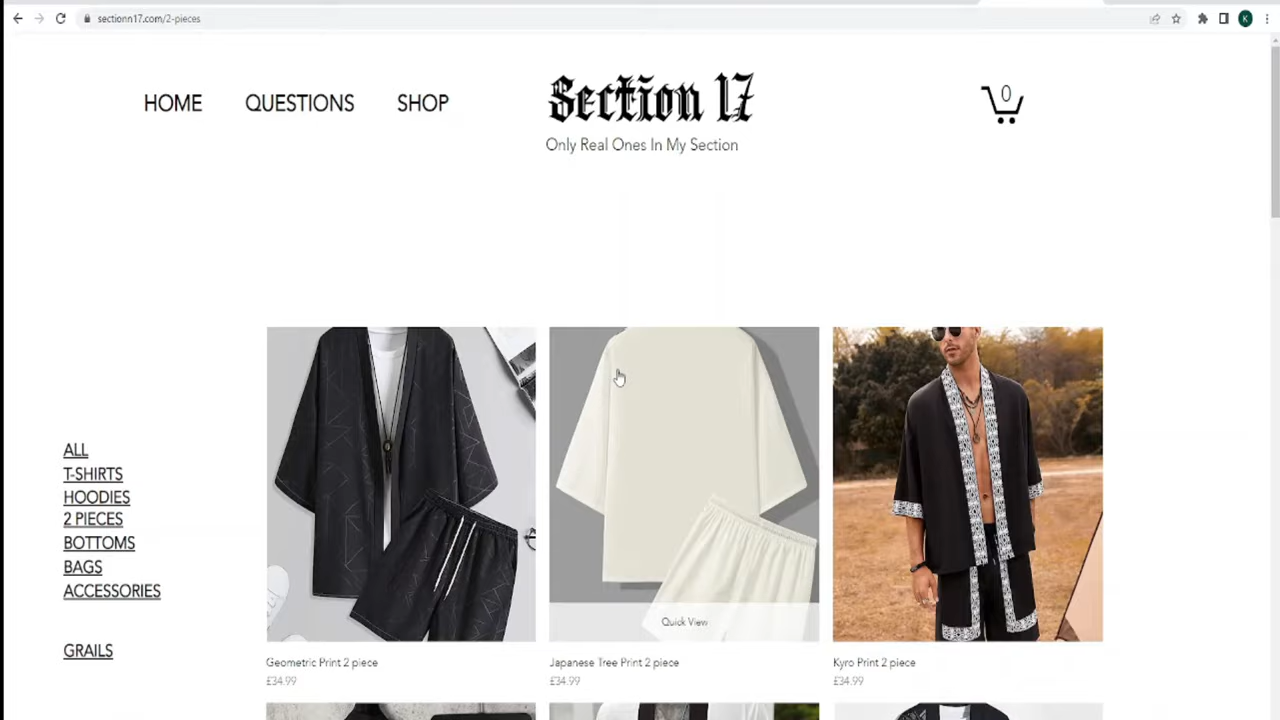 sectionn17.com/2-pieces
K
HOME QUESTIONS SHOP
Section 17
0
Only Real Ones In My Section
ALL
T-SHIRTS
HOODIES
2 PIECES
BOTTOMS
BAGS
ACCESSORIES
GRAILS
Quick View
Geometric Print 2 piece
£34.99
Japanese Tree Print 2 piece
£34.99
Kyro Print 2 piece
£34.99